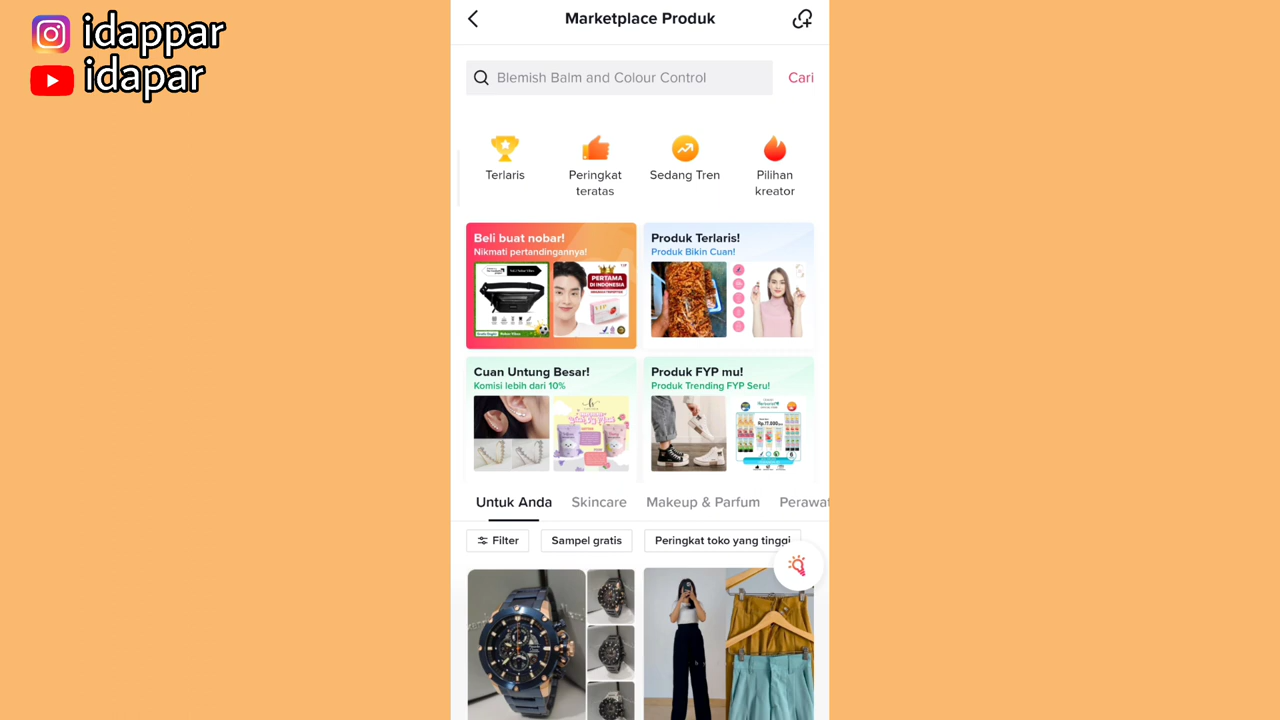 idappar
idapar
Marketplace Produk
Blemish Balm and Colour Control
Cari
Terlaris
Peringkat
teratas
Sedang Tren
Pilihan
kreator
Beli buat nobar!
Nikmati pertandingannya!
PERTAMA
DI INDONESIA
Produk Terlaris!
Produk Bikin Cuan!
Cuan Untung Besar!
Komisi lebih dari 10%
Produk FYP mu!
Produk Trending FYP Seru!
Untuk Anda
Skincare
Makeup & Parfum
Perawat
Filter
Sampel gratis
Peringkat toko yang tinggi